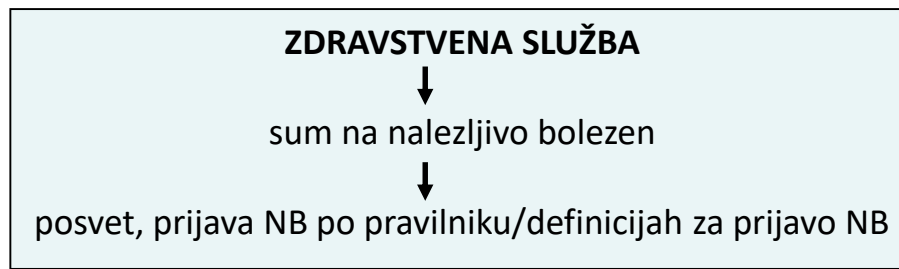 ZDRAVSTVENA SLUŽBA
sum na nalezljivo bolezen
posvet, prijava NB po pravilniku/definicijah za prijavo NB